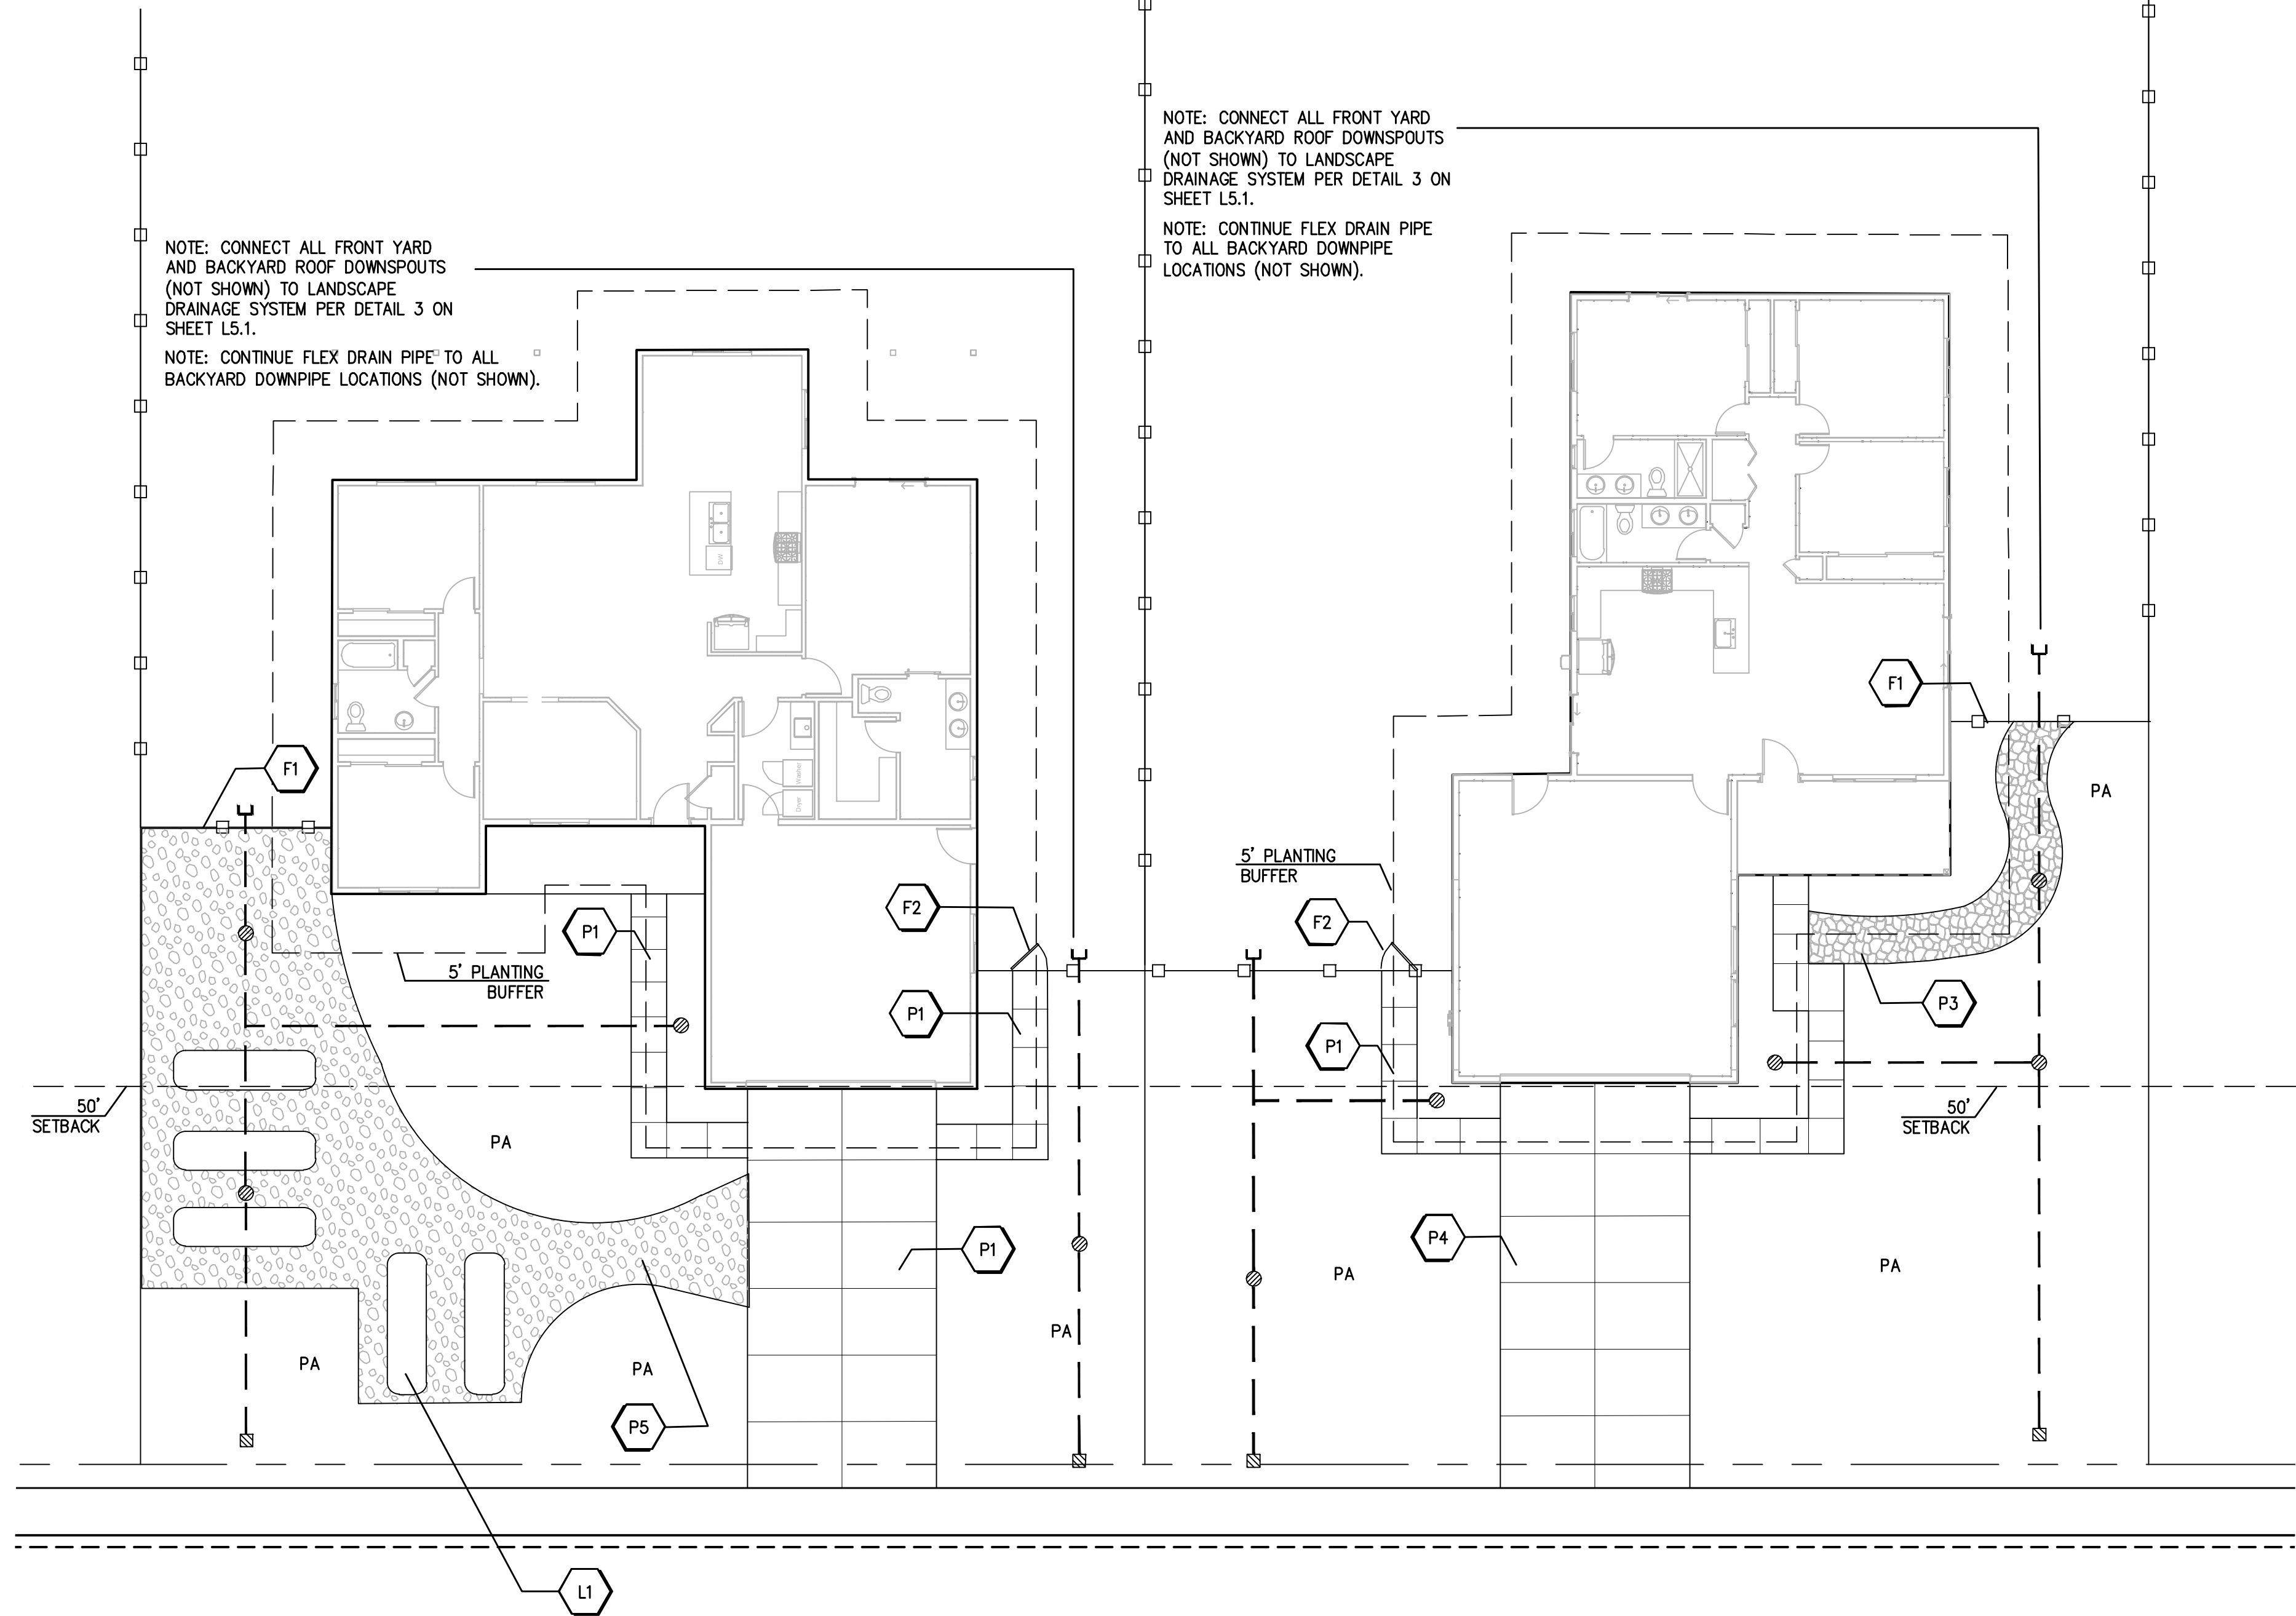 NOTE: CONNECT ALL FRONT YARD
AND BACKYARD ROOF DOWNSPOUTS
(NOT SHOWN) TO LANDSCAPE
DRAINAGE SYSTEM PER DETAIL 3 ON
SHEET L5.1.
NOTE: CONTINUE FLEX DRAIN PIPE
TO ALL BACKYARD DOWNPIPE
LOCATIONS (NOT SHOWN).
NOTE: CONNECT ALL FRONT YARD
AND BACKYARD ROOF DOWNSPOUTS
(NOT SHOWN) TO LANDSCAPE
DRAINAGE SYSTEM PER DETAIL 3 ON
SHEET L5.1.
NOTE: CONTINUE FLEX DRAIN PIPE TO ALL
BACKYARD DOWNPIPE LOCATIONS (NOT SHOWN).
DW
F1
F1
Washer
Dryer
PA
5' PLANTING
BUFFER
F2
F2
P1
5' PLANTING
BUFFER
P1
P3
P1
50'
SETBACK
50'
SETBACK
PA
P1
P4
PA
PA
PA
PA
PA
P5
L1